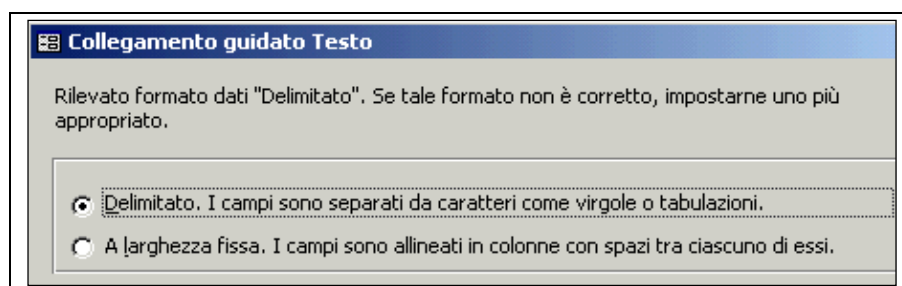 Collegamento guidato Testo
Rilevato formato dati "Delimitato". Se tale formato non è corretto, impostarne uno più
appropriato.
Delimitato. I campi sono separati da caratteri come virgole o tabulazioni.
A larghezza fissa. I campi sono allineati in colonne con spazi tra ciascuno di essi.